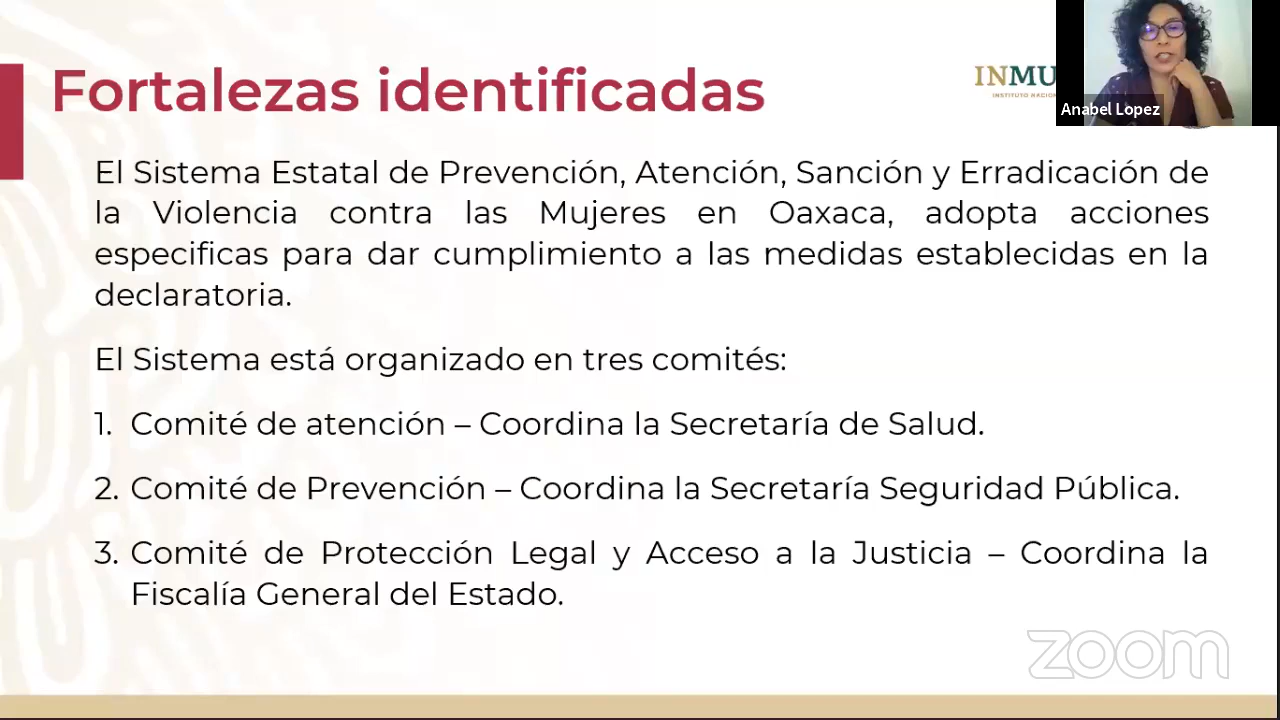 Fortalezas identificadas
INMU
Anabel Lopez
El Sistema Estatal de Prevención, Atención, Sanción y Erradicación de
la Violencia contra las Mujeres en Oaxaca, adopta acciones
especificas para dar cumplimiento a las medidas establecidas en la
declaratoria.
El Sistema está organizado en tres comités:
1. Comité de atención – Coordina la Secretaría de Salud.
2. Comité de Prevención – Coordina la Secretaría Seguridad Pública.
3. Comité de Protección Legal y Acceso a la Justicia – Coordina la
Fiscalía General del Estado.
zoom